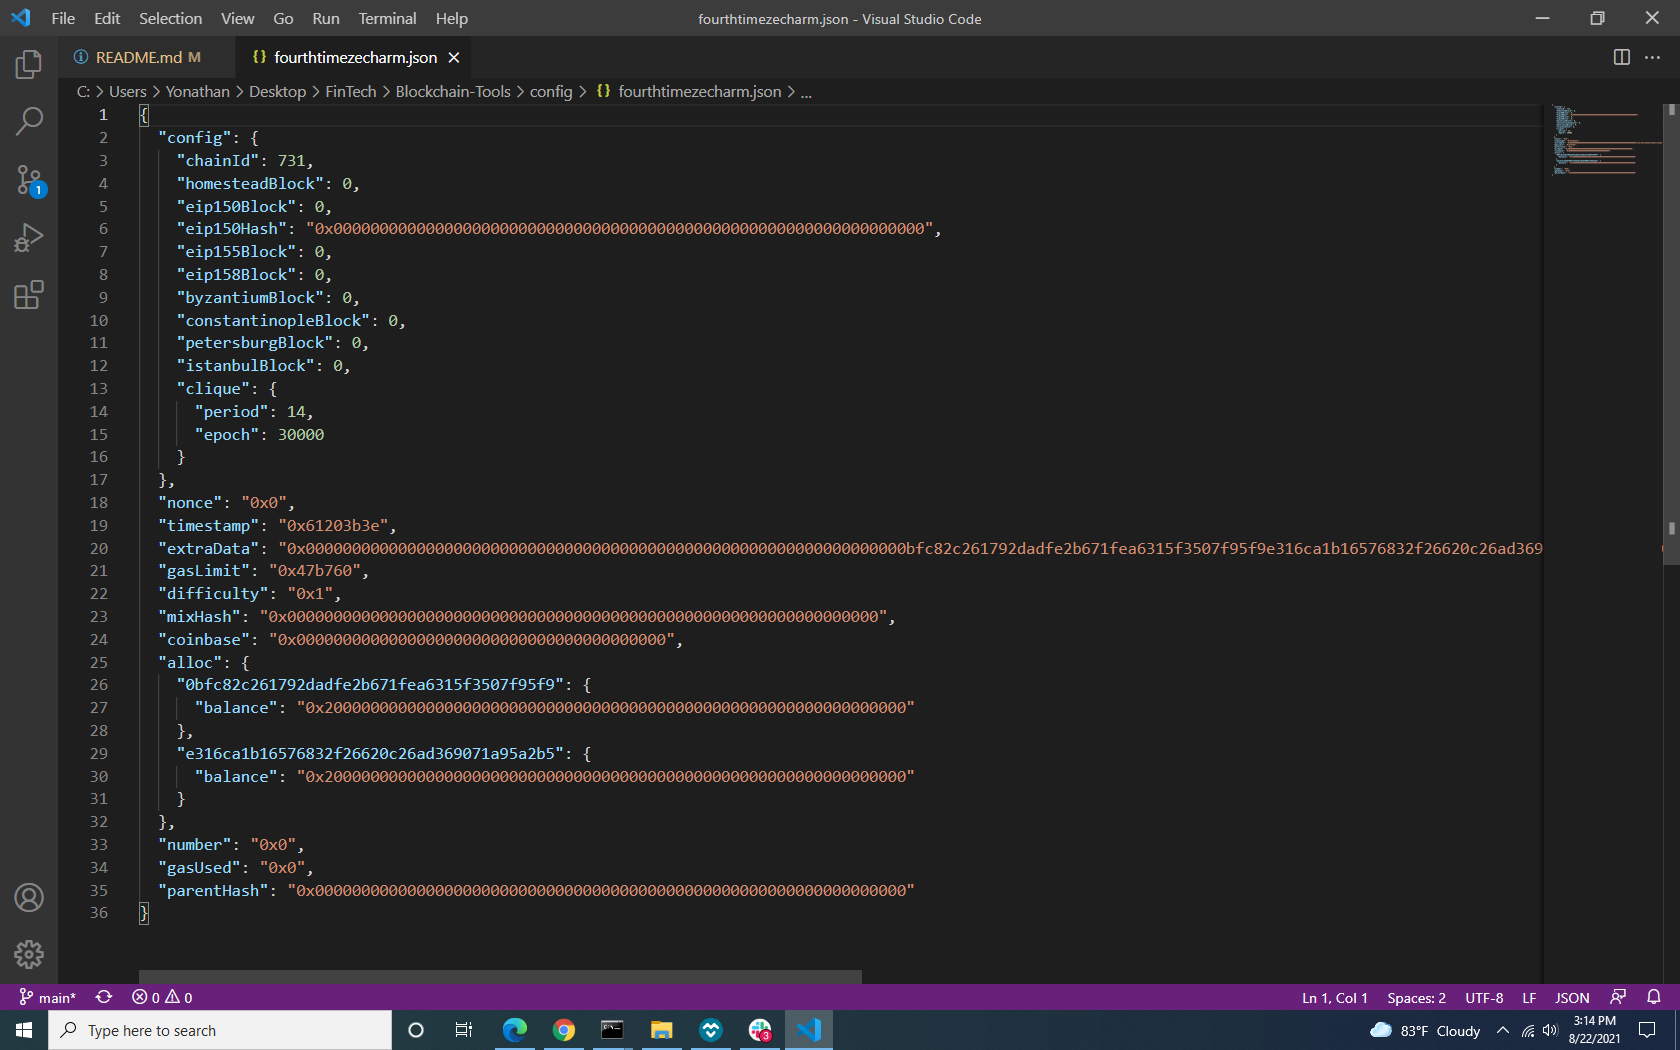 File Edit Selection View Go Run Terminal Help
fourthtimezecharm.json - Visual Studio Code
README.md M
{} fourthtimezecharm.json
C: > Users > Yonathan > Desktop > FinTech > Blockchain-Tools > config > {} fourthtimezecharm.json > ...
1 {
2 "config": {
3 "chainId": 731,
4 "homesteadBlock": 0,
5 "eip150Block": 0,
6 "eip150Hash": "0x0000000000000000000000000000000000000000000000000000000000000000",
7 "eip155Block": 0,
8 "eip158Block": 0,
9 "byzantiumBlock": 0,
10 "constantinopleBlock": 0,
11 "petersburgBlock": 0,
12 "istanbulBlock": 0,
13 "clique": {
14 "period": 14,
15 "epoch": 30000
16 }
17 },
18 "nonce": "0x0",
19 "timestamp": "0x61203b3e",
20 "extraData": "0x00000000000000000000000000000000000000000000000000000000000000000bfc82c261792dadfe2b671fea6315f3507f95f9e316ca1b16576832f26620c26ad369
21 "gasLimit": "0x47b760",
22 "difficulty": "0x1",
23 "mixHash": "0x0000000000000000000000000000000000000000000000000000000000000000",
24 "coinbase": "0x0000000000000000000000000000000000000000",
25 "alloc": {
26 "0bfc82c261792dadfe2b671fea6315f3507f95f9": {
27 "balance": "0x200000000000000000000000000000000000000000000000000000000000000"
28 },
29 "e316ca1b16576832f26620c26ad369071a95a2b5": {
30 "balance": "0x200000000000000000000000000000000000000000000000000000000000000"
31 }
32 },
33 "number": "0x0",
34 "gasUsed": "0x0",
35 "parentHash": "0x0000000000000000000000000000000000000000000000000000000000000000"
36 }
1
main* 0 0
Ln 1, Col 1 Spaces: 2 UTF-8 LF JSON
Type here to search
3
83°F Cloudy
3:14 PM
8/22/2021